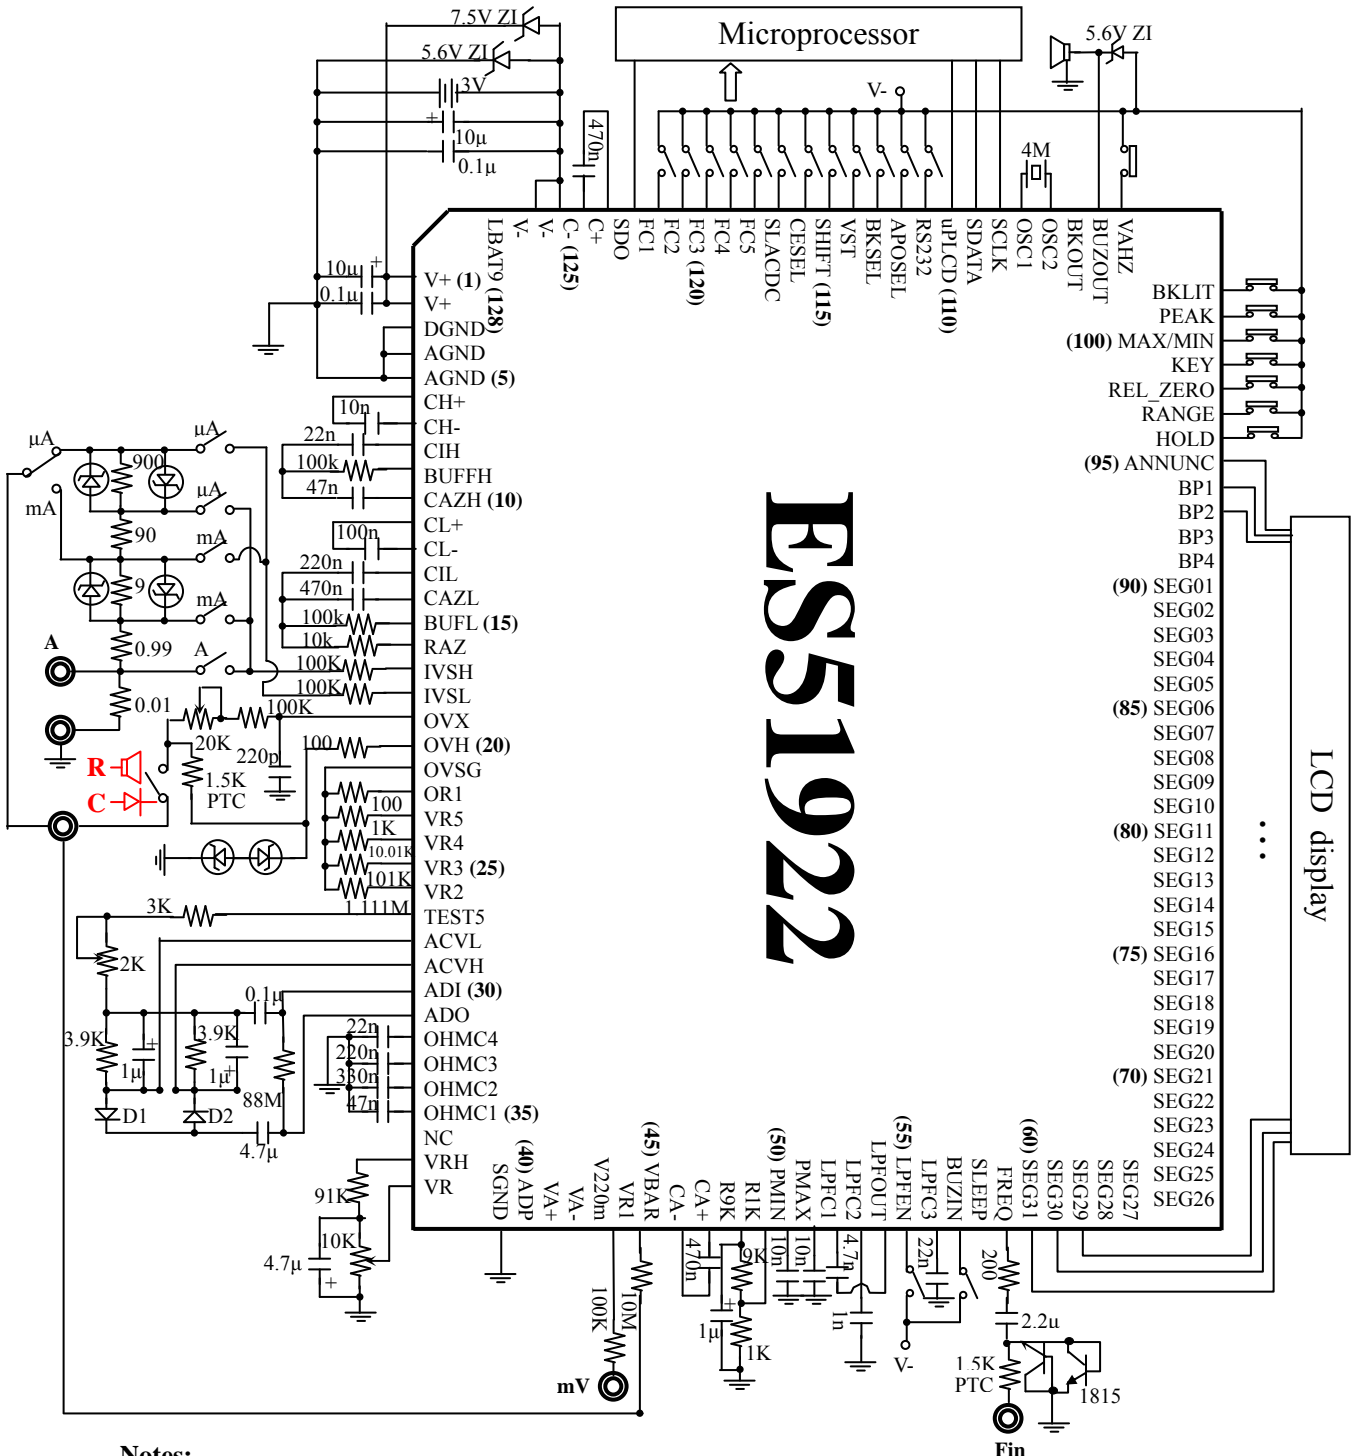 7.5V ZI
5.6V ZI
3V
+
10μ
0.1μ
470n
Microprocessor
V-
5.6V ZI
4M
LBAT9 (128)
V-
V-
C- (125)
C+
SDO
FC1
FC2
FC3 (120)
FC4
FC5
SLACDC
CESEL
SHIFT (115)
VST
BKSEL
APOSEL
RS232
uPLCD (110)
SDATA
SCLK
OSC1
OSC2
BKOUT
BUZOUT
VAHZ
10μ
+
0.1μ
V+ (1)
V+
DGND
AGND
AGND (5)
CH+
CH-
CIH
BUFFH
CAZH (10)
CL+
CL-
CIL
CAZL
BUFL (15)
RAZ
IVSH
IVSL
OVX
OVH (20)
OVSG
OR1
VR5
VR4
VR3 (25)
VR2
TEST5
ACVL
ACVH
ADI (30)
ADO
OHMC4
OHMC3
OHMC2
OHMC1 (35)
NC
VRH
VR
10n
22n
100k
47n
100n
220n
470n
100k
10k
100K
100K
100K
100
220p
100
1K
10.01K
101K
1.111M
μA
mA
μA
900
μA
90
mA
9
mA
0.99
A
A
0.01
20K
1.5K
PTC
R
C
3K
2K
0.1μ
3.9K
+
1μ
3.9K
1μ
+
88M
D1
D2
4.7μ
22n
220n
330n
47n
91K
10K
4.7μ
+
ES51922
BKLIT
PEAK
(100) MAX/MIN
KEY
REL_ZERO
RANGE
HOLD
(95) ANNUNC
BP1
BP2
BP3
BP4
(90) SEG01
SEG02
SEG03
SEG04
SEG05
(85) SEG06
SEG07
SEG08
SEG09
SEG10
(80) SEG11
SEG12
SEG13
SEG14
SEG15
(75) SEG16
SEG17
SEG18
SEG19
SEG20
(70) SEG21
SEG22
SEG23
SEG24
SEG25
SEG26
LCD display
...
SGND
(40) ADP
VA+
VA-
V220m
VR1
(45) VBAR
CA-
CA+
R9K
R1K
(50) PMIN
PMAX
LPFC1
LPFC2
LPFOUT
(55) LPFEN
LPFC3
BUZIN
SLEEP
FREQ
(60) SEG31
SEG30
SEG29
SEG28
SEG27
100K
10M
470n
9K
+
1μ
1K
10n
10n
4.7n
1n
22n
V-
200
2.2u
1.5K
PTC
1815
mV
Fin
Notes: